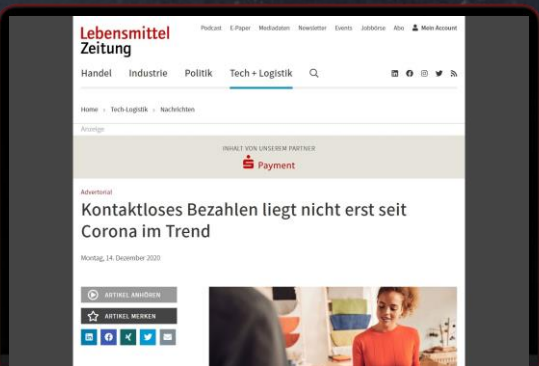 Lebensmittel
Zeitung
Podcast E-Paper Mediadaten Newsletter Events Jobbörse Abo Mein Account
Handel Industrie Politik Tech + Logistik
Home › Tech-Logistik › Nachrichten
Anzeige
INHALT VON UNSEREM PARTNER
Payment
Advertorial
Kontaktloses Bezahlen liegt nicht erst seit
Corona im Trend
Montag, 14. Dezember 2020
ARTIKEL ANHÖREN
ARTIKEL MERKEN